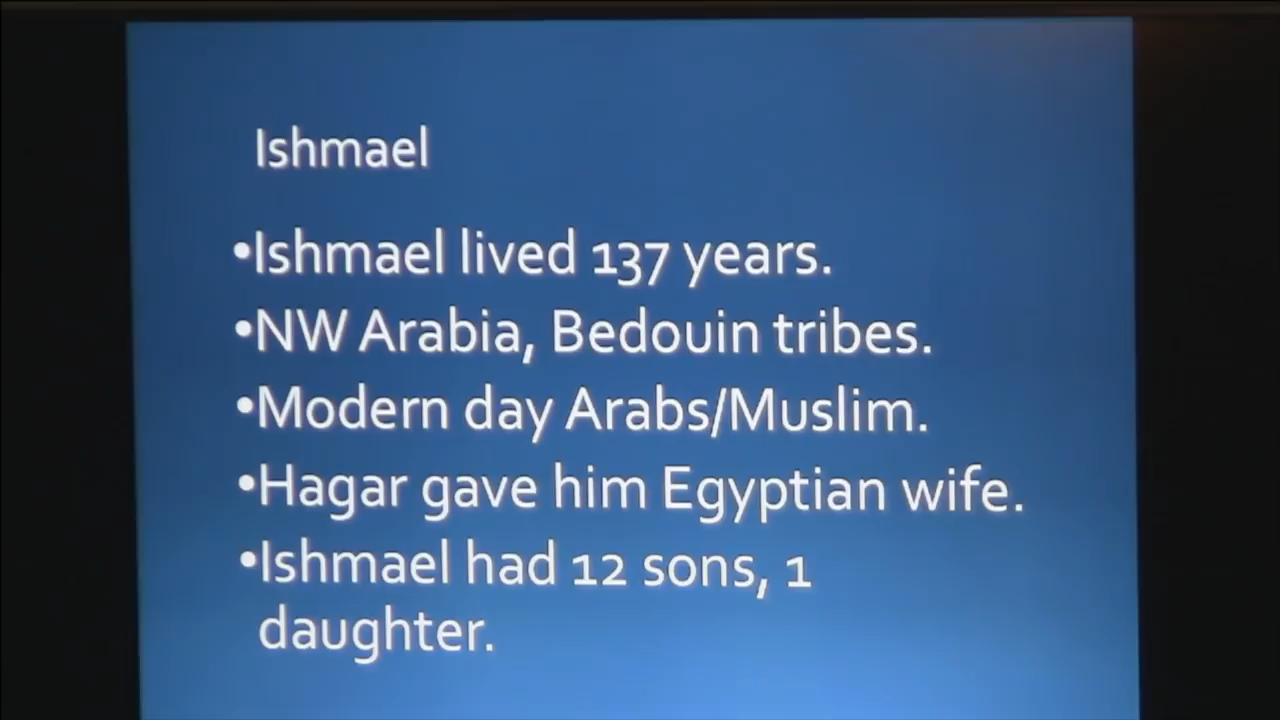 Ishmael
•Ishmael lived 137 years.
•NW Arabia, Bedouin tribes.
•Modern day Arabs/Muslim.
•Hagar gave him Egyptian wife.
•Ishmael had 12 sons, 1
daughter.